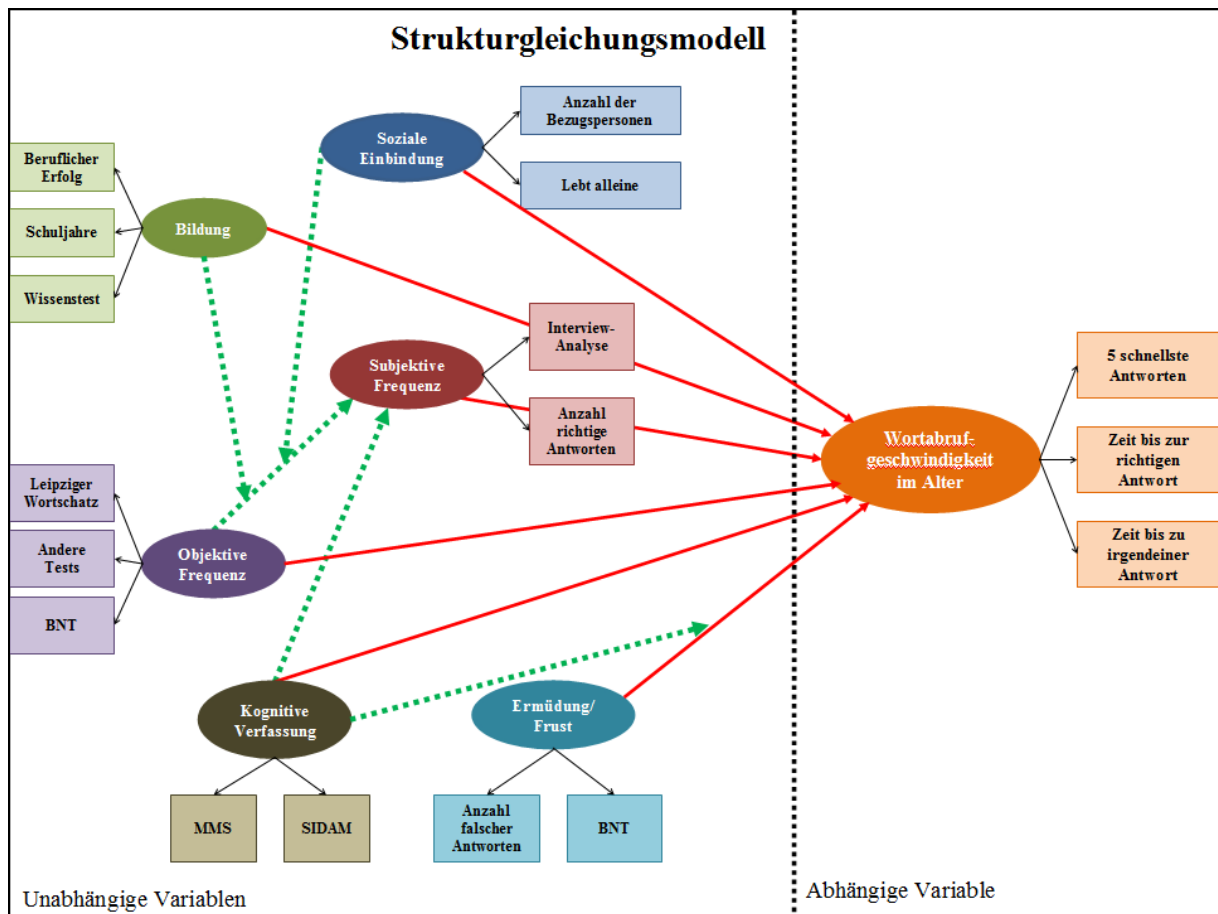 Strukturgleichungsmodell
Anzahl der
Bezugspersonen
Soziale
Einbindung
Lebt alleine
Beruflicher
Erfolg
Schuljahre
Bildung
Wissenstest
Interview-
Analyse
Subjektive
Frequenz
Anzahl
richtige
Antworten
5 schnellste
Antworten
Wortabruf-
geschwindigkeit
im Alter
Zeit bis zur
richtigen
Antwort
Zeit bis zu
irgendeiner
Antwort
Leipziger
Wortschatz
Andere
Tests
Objektive
Frequenz
BNT
Kognitive
Verfassung
Ermüdung/
Frust
MMS
SIDAM
Anzahl
falscher
Antworten
BNT
Unabhängige Variablen
Abhängige Variable